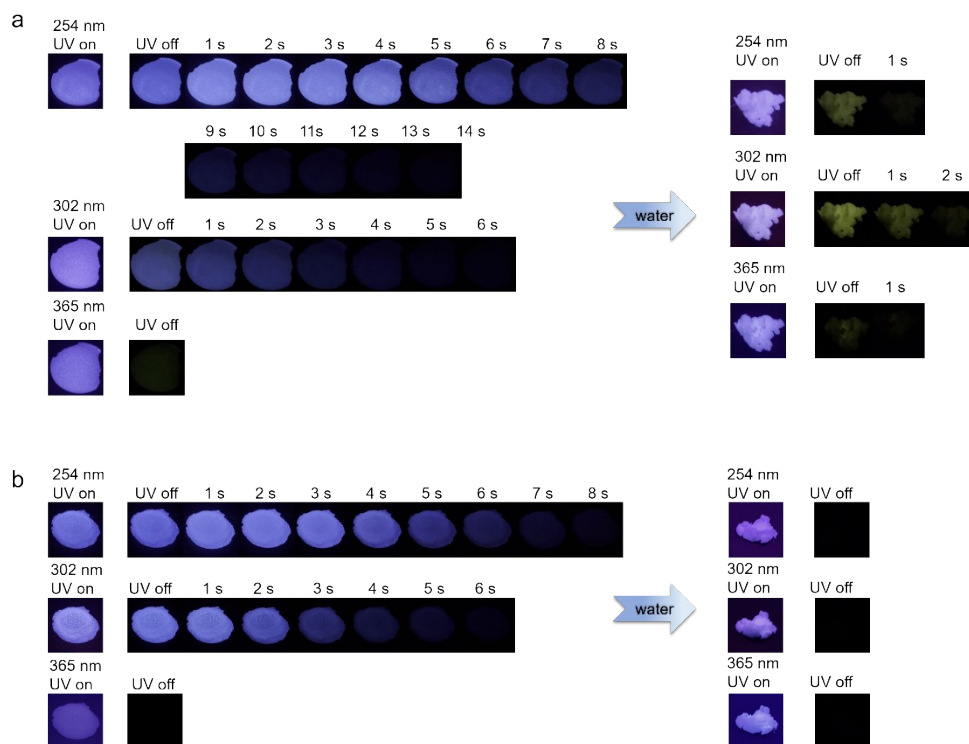 a
254 nm
UV on
UV off 1 s 2 s 3 s 4 s 5 s 6 s 7 s 8 s
9 s 10 s 11s 12 s 13 s 14 s
302 nm
UV on
UV off 1 s 2 s 3 s 4 s 5 s 6 s
365 nm
UV on
UV off
water
254 nm
UV on
UV off 1 s
302 nm
UV on
UV off 1 s 2 s
365 nm
UV on
UV off 1 s
b
254 nm
UV on
UV off 1 s 2 s 3 s 4 s 5 s 6 s 7 s 8 s
302 nm
UV on
UV off 1 s 2 s 3 s 4 s 5 s 6 s
365 nm
UV on
UV off
water
254 nm
UV on
UV off
302 nm
UV on
UV off
365 nm
UV on
UV off